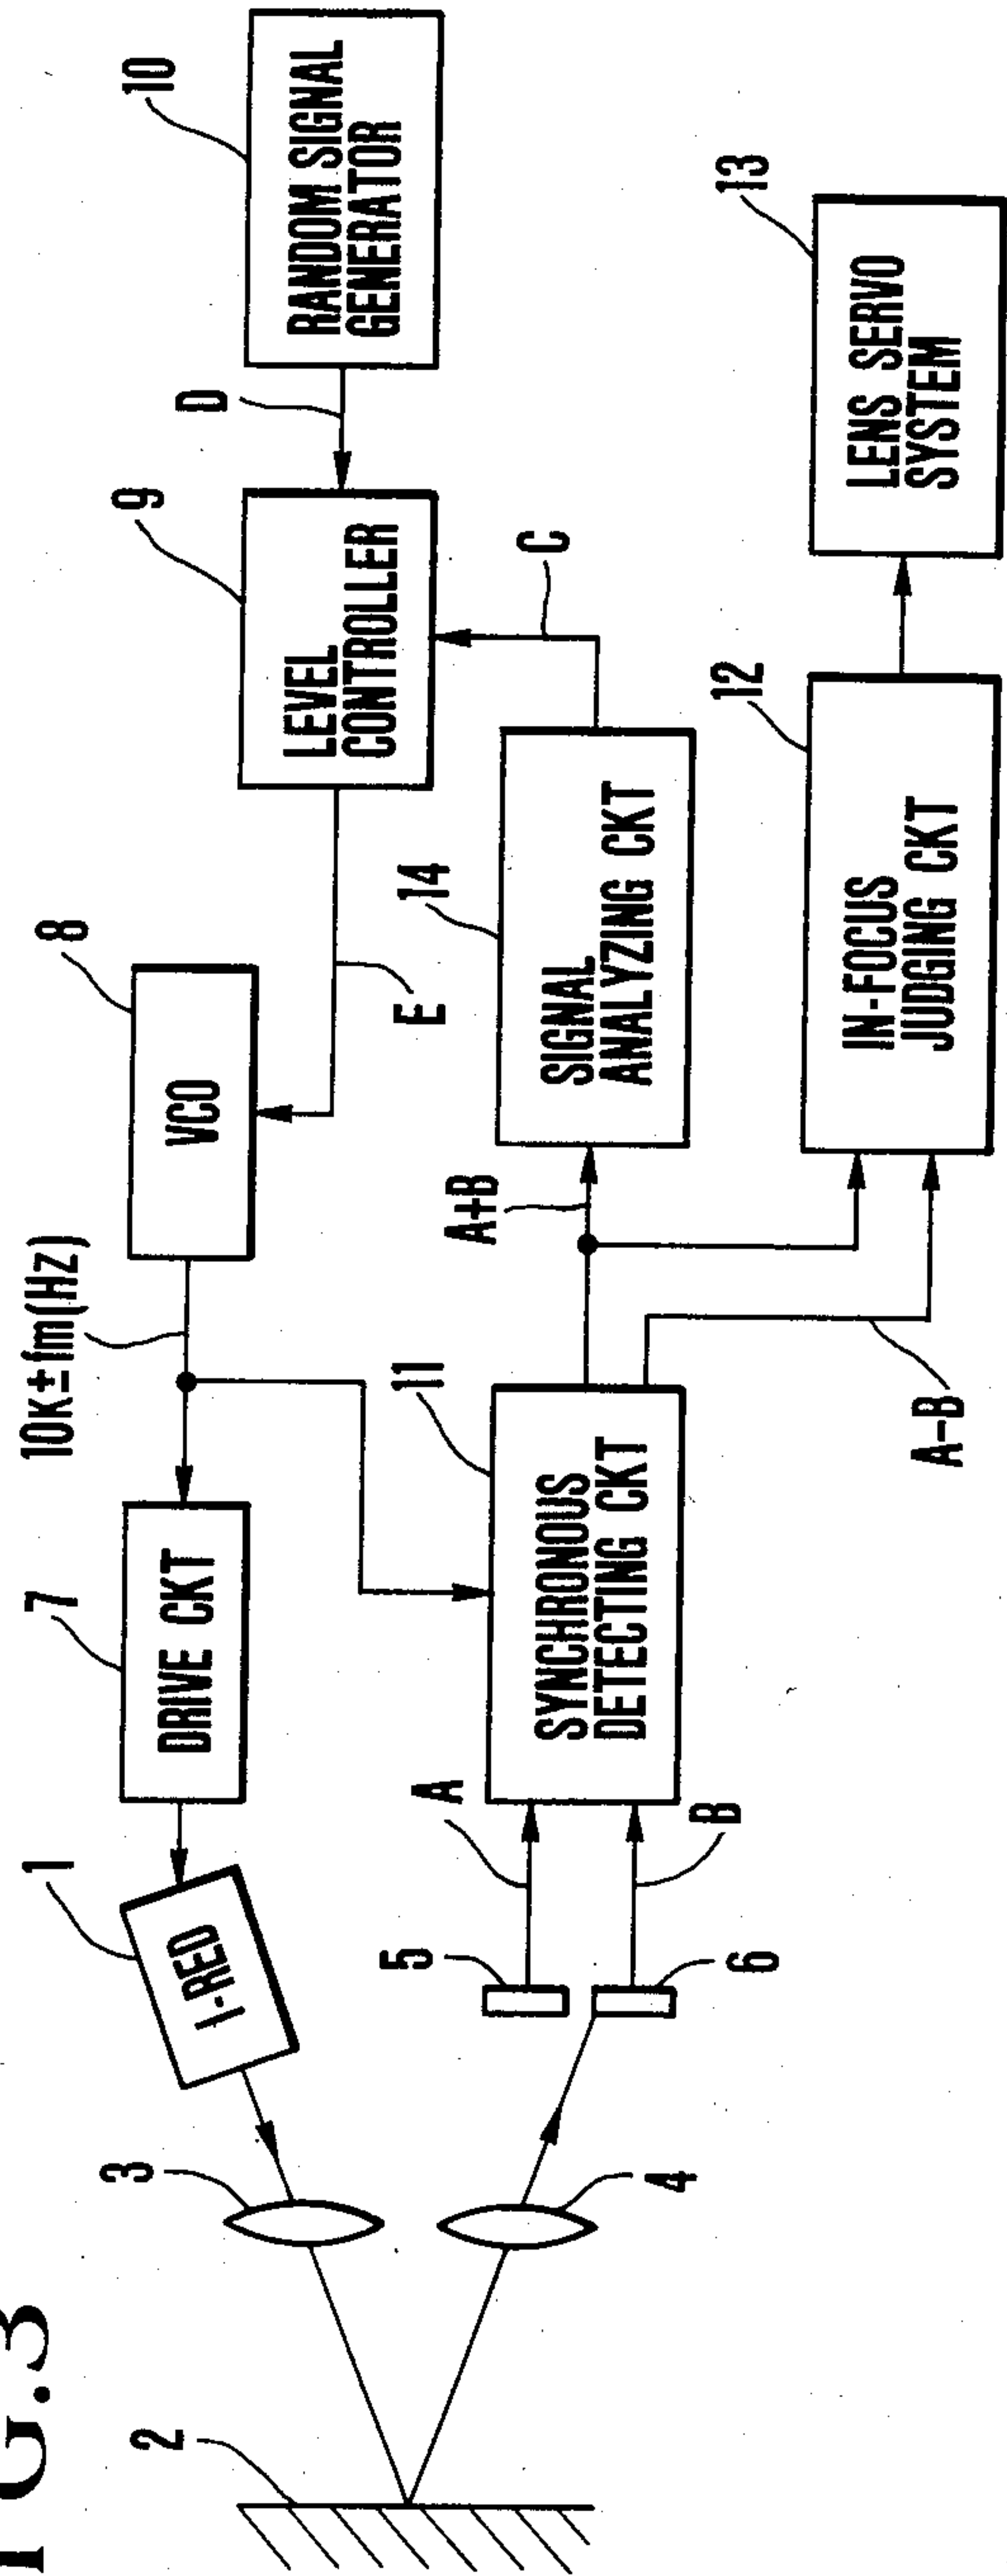 FIG.3
10K±fm(Hz)
8
9
10
7
1
DRIVE CKT
VCO
LEVEL
CONTROLLER
D
RANDOM SIGNAL
GENERATOR
I-RED
3
2
E
C
11
A+B
14
5
A
SYNCHRONOUS
DETECTING CKT
SIGNAL
ANALYZING CKT
4
6
B
A-B
12
13
IN-FOCUS
JUDGING CKT
LENS SERVO
SYSTEM